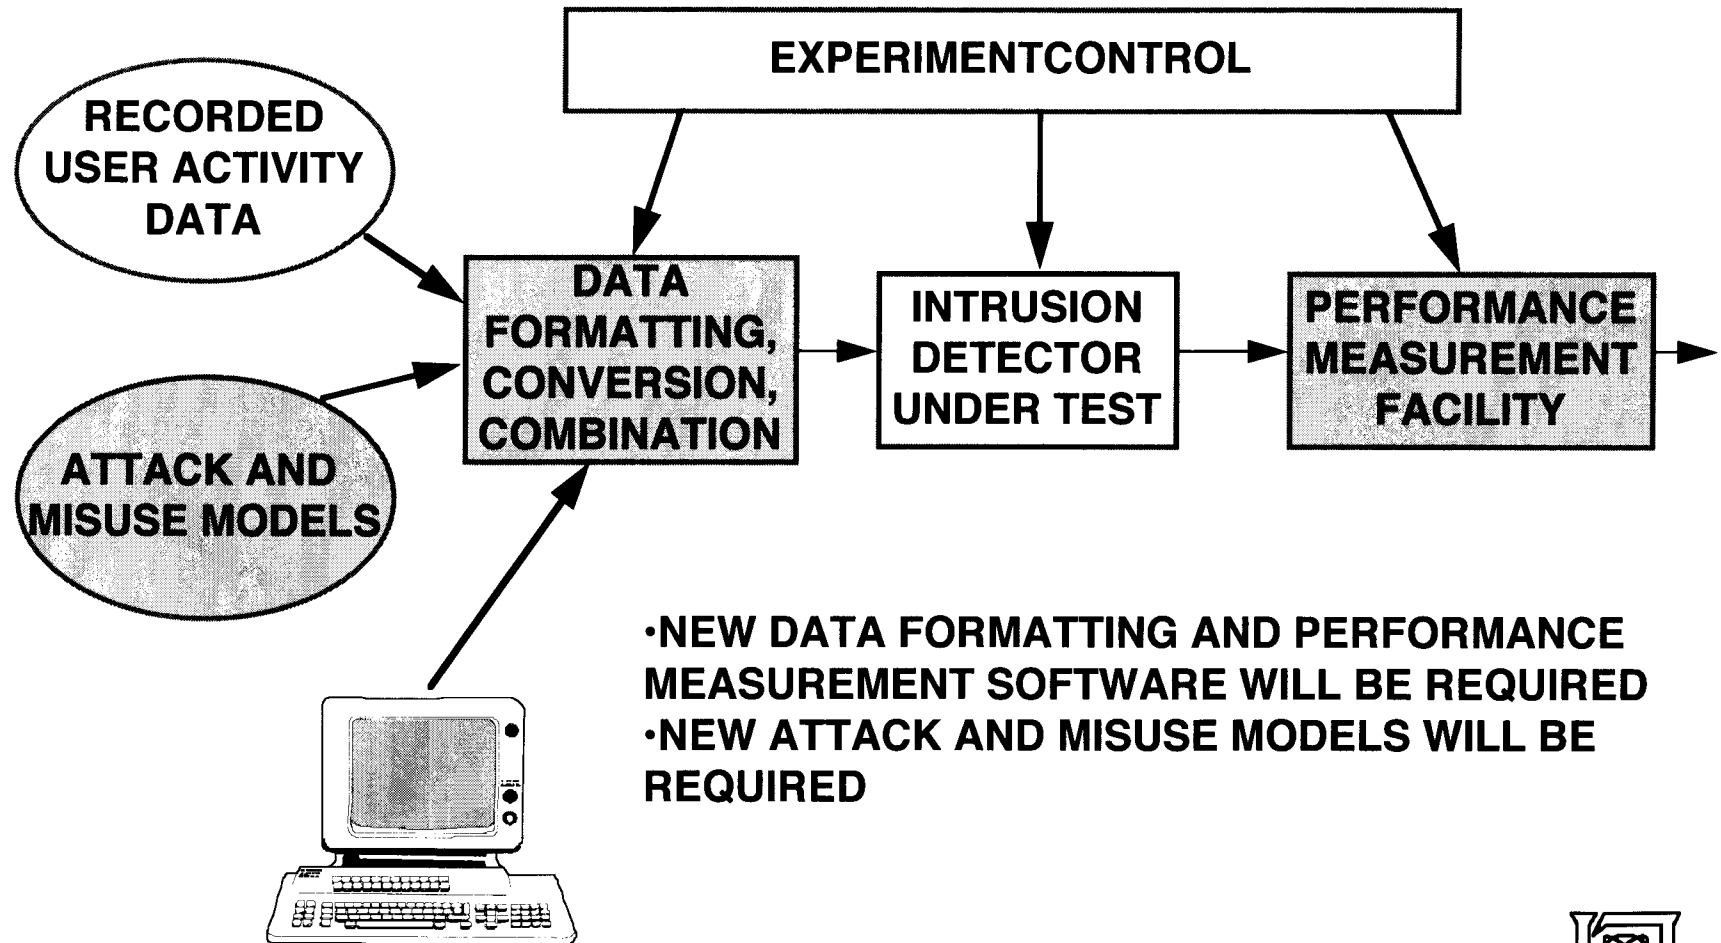 EXPERIMENTCONTROL
RECORDED
USER ACTIVITY
DATA
DATA
FORMATTING,
CONVERSION,
COMBINATION
INTRUSION
DETECTOR
UNDER TEST
PERFORMANCE
MEASUREMENT
FACILITY
ATTACK AND
MISUSE MODELS
•NEW DATA FORMATTING AND PERFORMANCE
MEASUREMENT SOFTWARE WILL BE REQUIRED
•NEW ATTACK AND MISUSE MODELS WILL BE
REQUIRED